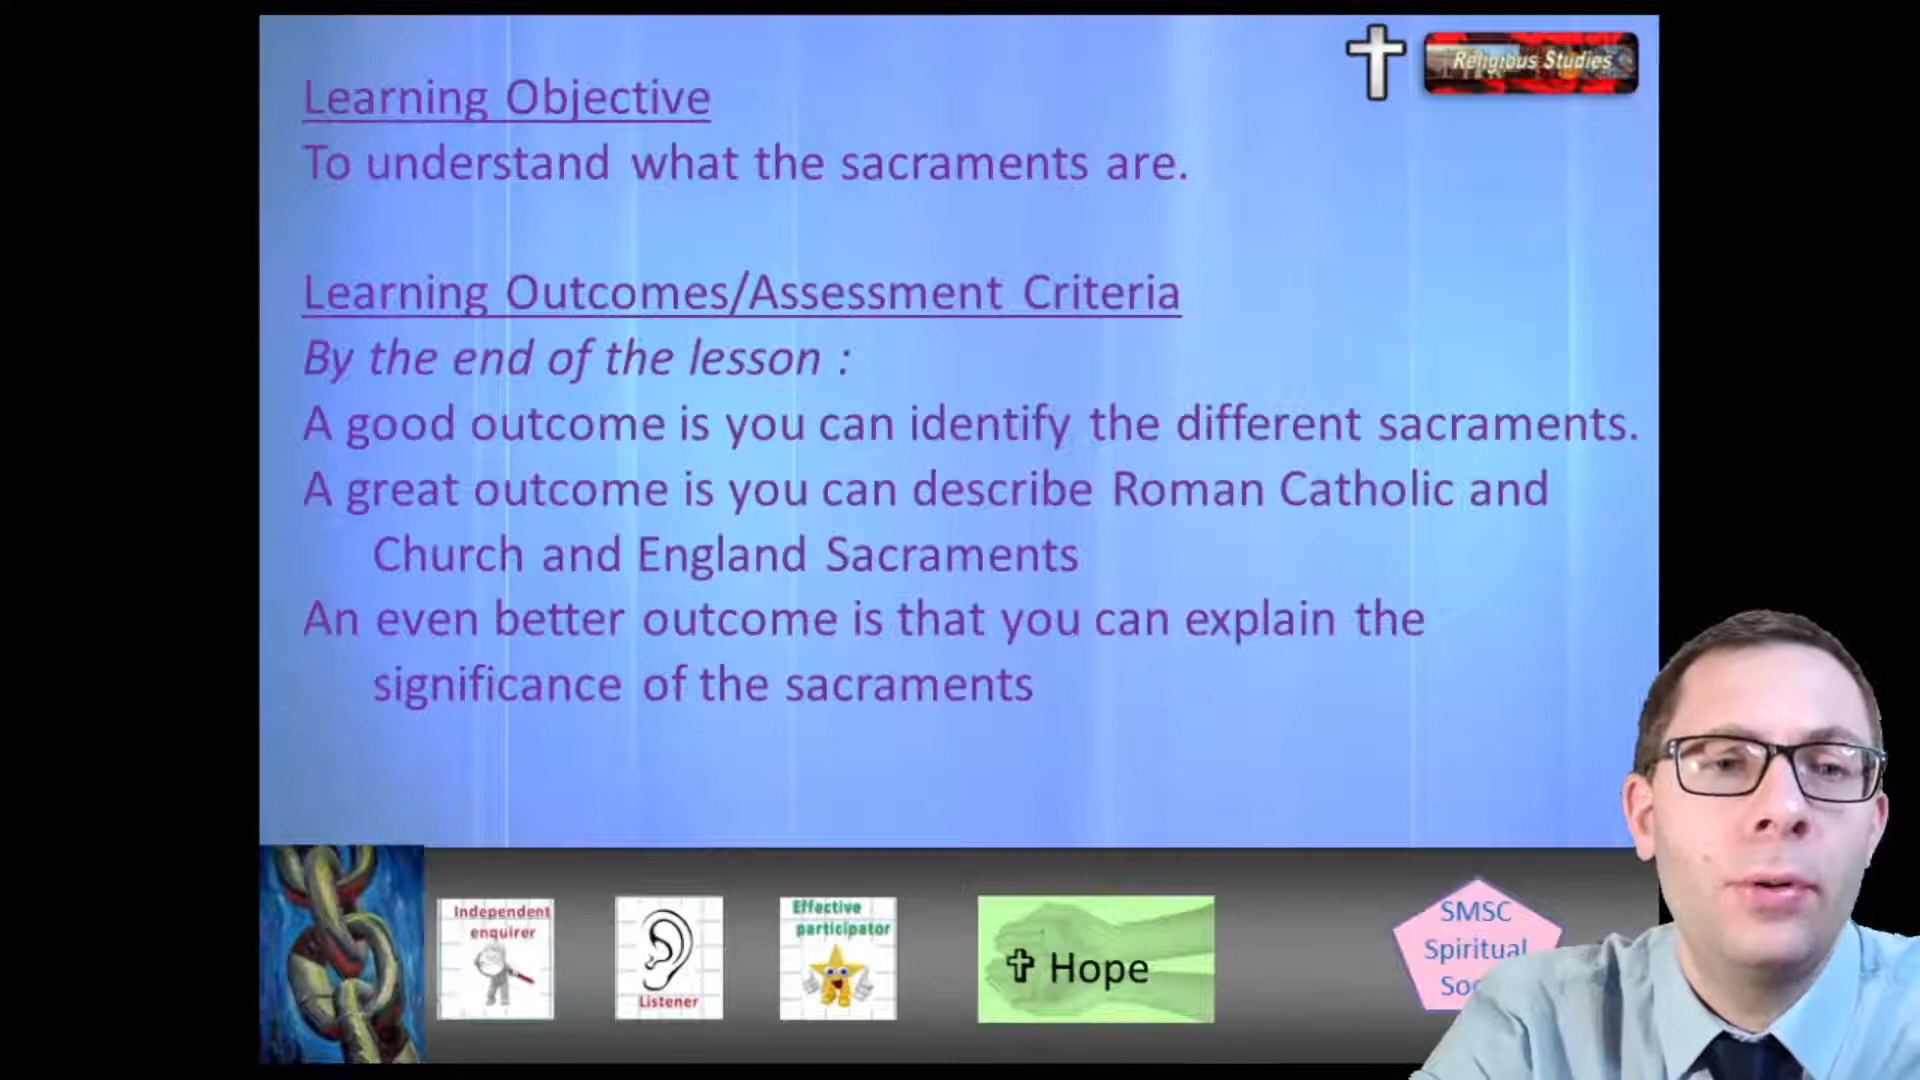 Religious Studies
Learning Objective
To understand what the sacraments are.
Learning Outcomes/Assessment Criteria
By the end of the lesson :
A good outcome is you can identify the different sacraments.
A great outcome is you can describe Roman Catholic and
Church and England Sacraments
An even better outcome is that you can explain the
significance of the sacraments
Independent
enquirer
Listener
Effective
participator
Hope
SMSC
Spiritual